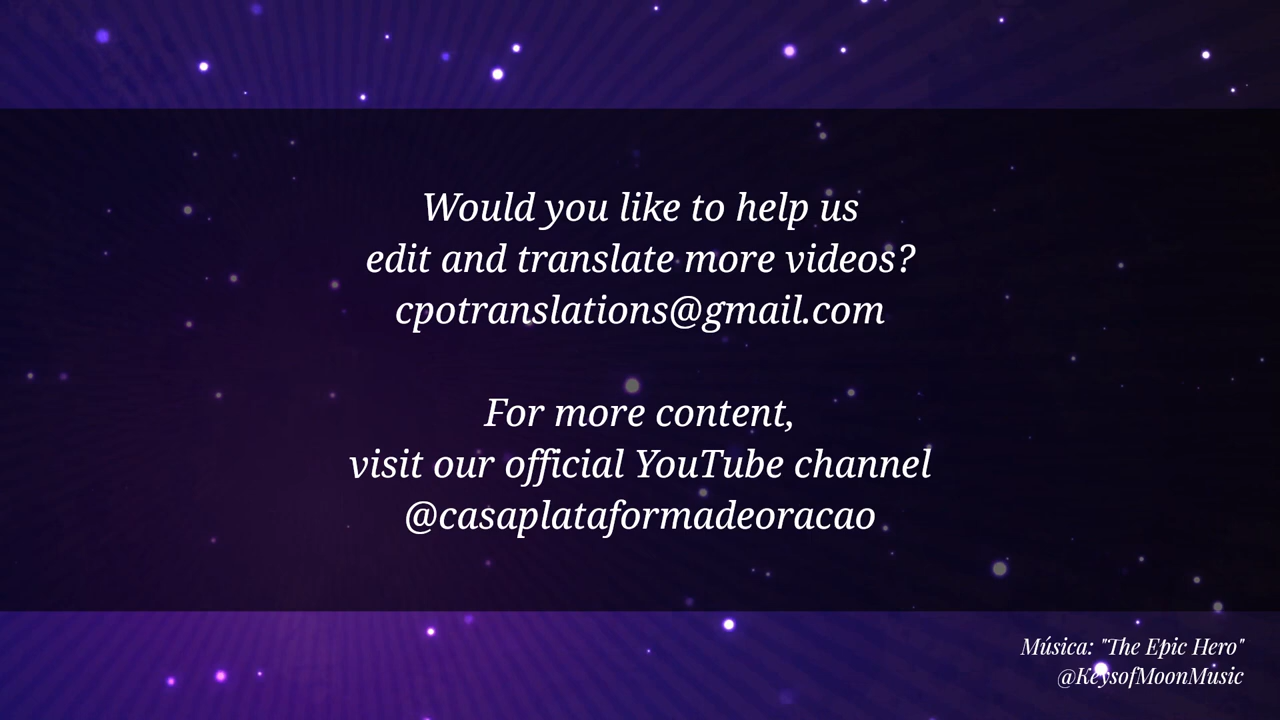 Would you like to help us
edit and translate more videos?
cpotranslations@gmail.com
For more content,
visit our official YouTube channel
@casaplataformadeoracao
Música: "The Epic Hero"
@KeysofMoonMusic